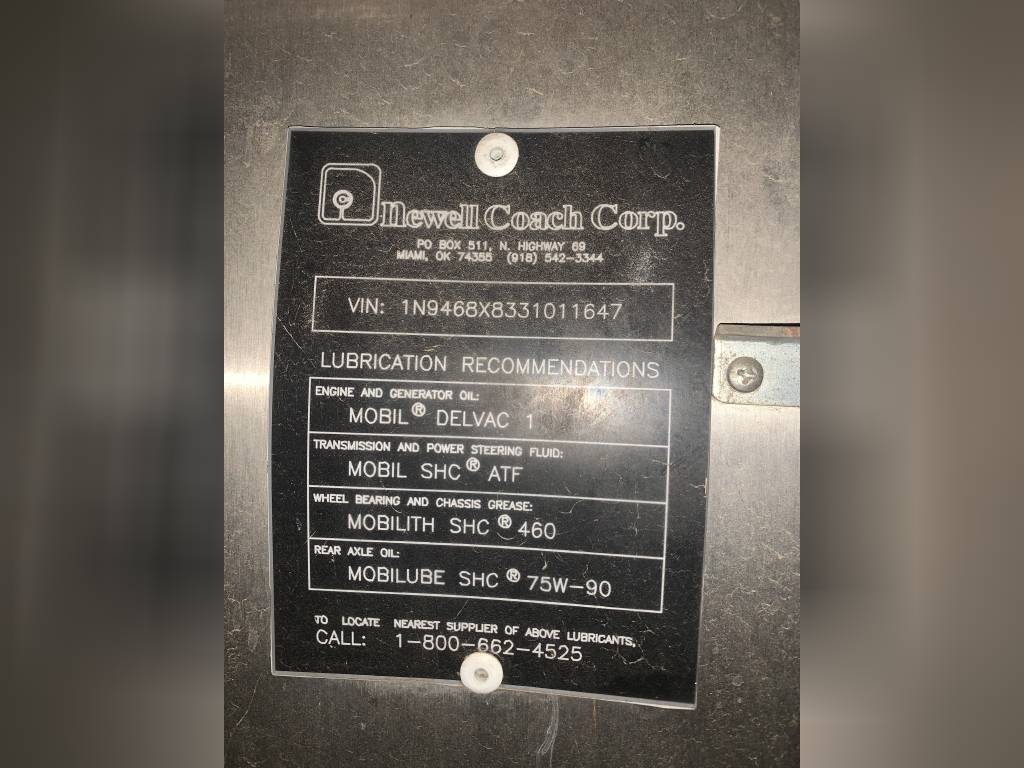 Newell Coach Corp.
PO BOX 511, N. HIGHWAY 69
MIAMI, OK 74355 (918) 542-3344
VIN: 1N9468X8331011647
LUBRICATION RECOMMENDATIONS
ENGINE AND GENERATOR OIL:
MOBIL® DELVAC 1
TRANSMISSION AND POWER STEERING FLUID:
MOBIL SHC® ATF
WHEEL BEARING AND CHASSIS GREASE:
MOBILITH SHC® 460
REAR AXLE OIL:
MOBILUBE SHC® 75W-90
TO LOCATE NEAREST SUPPLIER OF ABOVE LUBRICANTS,
CALL: 1-800-662-4525